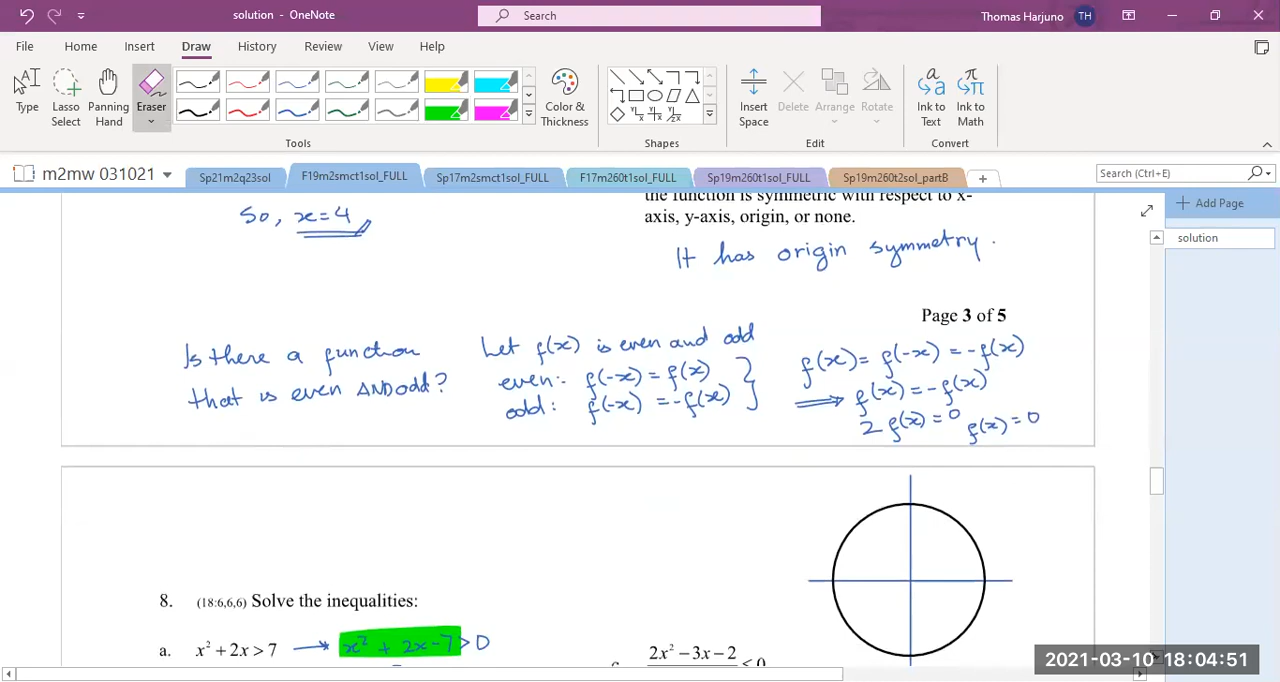 solution - OneNote
Search
Thomas Harjuno TH
File Home Insert Draw History Review View Help
Type
Lasso Select
Panning Hand
Eraser
Color & Thickness
Insert Space
Delete
Arrange
Rotate
Ink to Text
Ink to Math
Tools
Shapes
Edit
Convert
m2mw 031021
Sp21m2q23sol
F19m2smct1sol_FULL
Sp17m2smct1sol_FULL
F17m260t1sol_FULL
Sp19m260t1sol_FULL
Sp19m260t2sol_partB
Search (Ctrl+E)
Add Page
solution
So, x=4
the function is symmetric with respect to x-
axis, y-axis, origin, or none.
It has origin symmetry.
Page 3 of 5
Is there a function
that is even AND odd?
Let f(x) is even and odd
even:- f(-x) = f(x)
odd: f(-x) = -f(x)
f(x) = f(-x) = -f(x)
⟹ f(x) = -f(x)
2 f(x) = 0 f(x) = 0
8. (18:6,6,6) Solve the inequalities:
a. x² + 2x > 7 → x² + 2x - 7 > 0
2x² − 3x − 2
2021-03-10 18:04:51